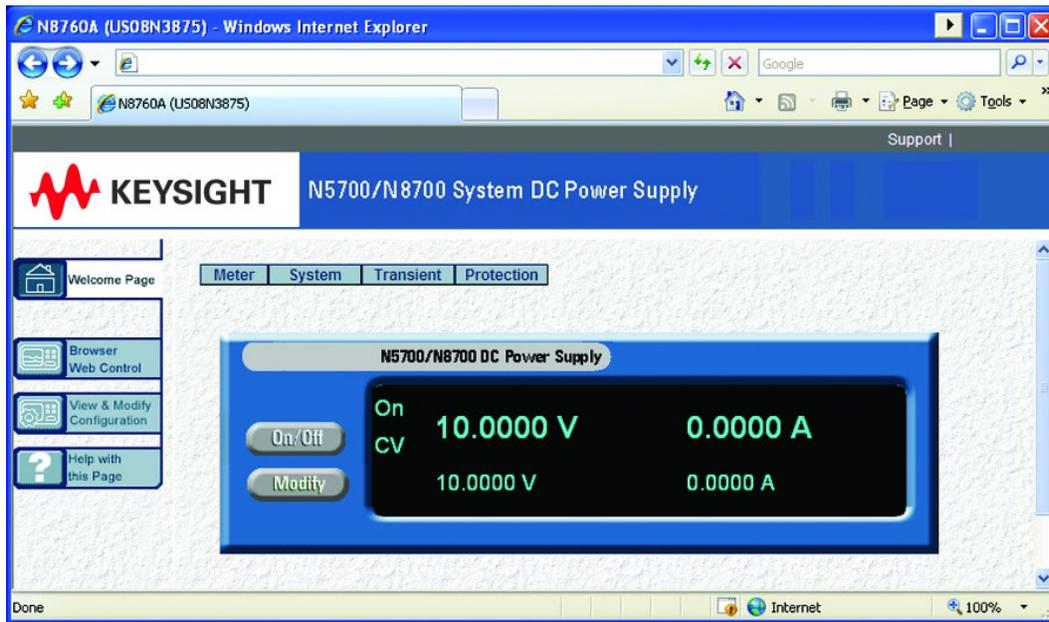 N8760A (US08N3875) - Windows Internet Explorer
Google
N8760A (US08N3875)
Page
Tools
Support |
KEYSIGHT
N5700/N8700 System DC Power Supply
Welcome Page
Meter
System
Transient
Protection
Browser
Web Control
View & Modify
Configuration
Help with
this Page
N5700/N8700 DC Power Supply
On/Off
Modify
On
CV
10.0000 V
0.0000 A
10.0000 V
0.0000 A
Done
Internet
100%